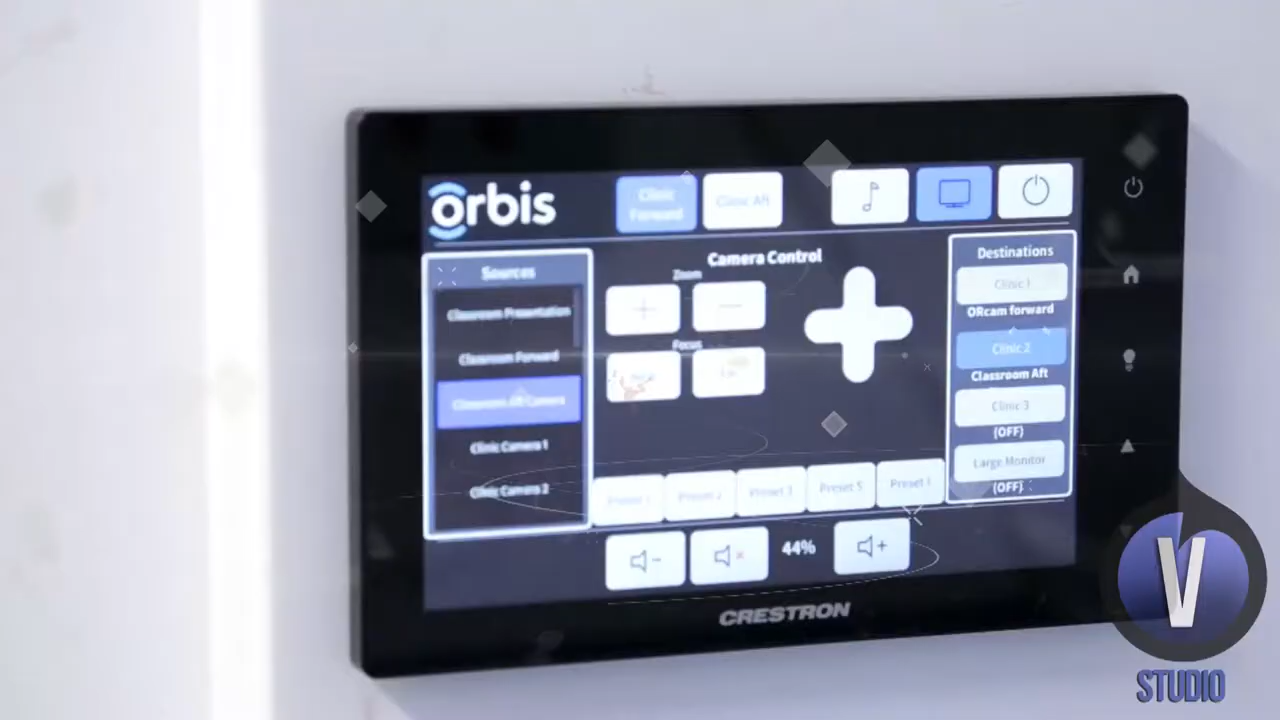 orbis
Clinic
Forward
Clinic Aft
Sources
Classroom Presentation
Classroom Forward
Classroom Aft Camera
Clinic Camera 1
Clinic Camera 2
Camera Control
Zoom
Focus
Preset 2
Preset 3
Preset 5
Preset 1
Destinations
Clinic 1
ORcam forward
Clinic 2
Classroom Aft
Clinic 3
(OFF)
Large Monitor
(OFF)
44%
CRESTRON
V
STUDIO